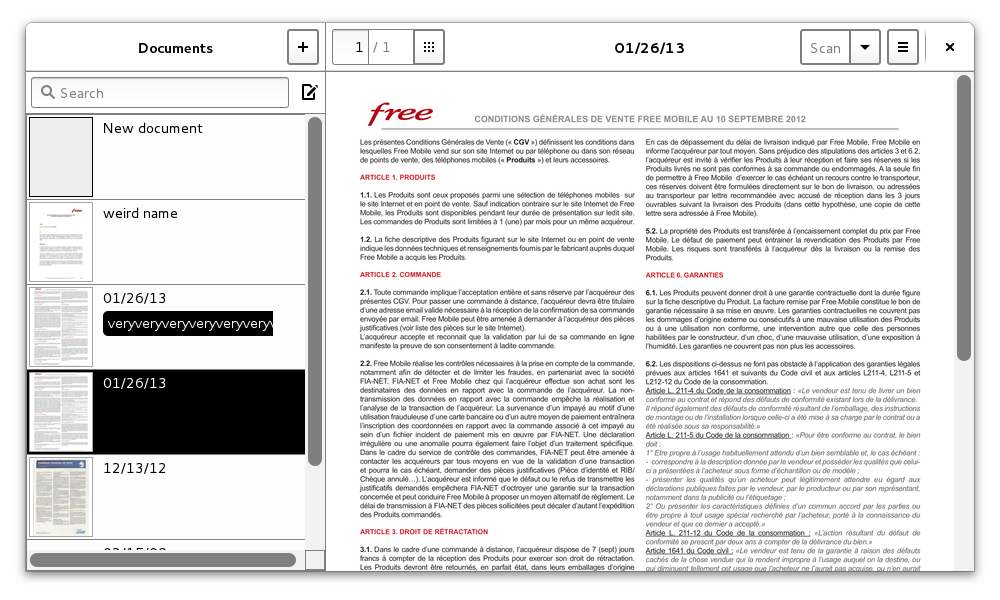 Documents
+
1 / 1
01/26/13
Scan
Search
New document
weird name
01/26/13
veryveryveryveryveryveryv
01/26/13
12/13/12
free
CONDITIONS GÉNÉRALES DE VENTE FREE MOBILE AU 10 SEPTEMBRE 2012
Les présentes Conditions Générales de Vente (« CGV ») définissent les conditions dans
lesquelles Free Mobile vend sur son site Internet ou par téléphone ou dans son réseau
de points de vente, des téléphones mobiles (« Produits ») et leurs accessoires.
ARTICLE 1. PRODUITS
1.1. Les Produits sont ceux proposés parmi une sélection de téléphones mobiles sur
le site Internet et en point de vente. Sauf indication contraire sur le site Internet de Free
Mobile, les Produits sont disponibles pendant leur durée de présentation sur ledit site.
Les commandes de Produits sont limitées à 1 (une) par mois pour un même acquéreur.
1.2. La fiche descriptive des Produits figurant sur le site Internet ou en point de vente
indique les données techniques et renseignements fournis par le fabricant auprès duquel
Free Mobile a acquis les Produits.
ARTICLE 2. COMMANDE
2.1. Toute commande implique l'acceptation entière et sans réserve par l'acquéreur des
présentes CGV. Pour passer une commande à distance, l'acquéreur devra être titulaire
d'une adresse email valide nécessaire à la réception de la confirmation de sa commande
envoyée par email. Free Mobile peut être amenée à demander à l'acquéreur des pièces
justificatives (voir liste des pièces sur le site Internet).
L'acquéreur accepte et reconnait que la validation par lui de sa commande en ligne
manifeste la preuve de son consentement à ladite commande.
2.2. Free Mobile réalise les contrôles nécessaires à la prise en compte de la commande,
notamment afin de détecter et de limiter les fraudes, en partenariat avec la société
FIA-NET. FIA-NET et Free Mobile chez qui l'acquéreur effectue son achat sont les
destinataires des données en rapport avec la commande de l'acquéreur. La non-
transmission des données en rapport avec la commande empêche la réalisation et
l'analyse de la transaction de l'acquéreur. La survenance d'un impayé au motif d'une
utilisation frauduleuse d'une carte bancaire ou d'un autre moyen de paiement entraînera
l'inscription des coordonnées en rapport avec la commande associé à cet impayé au
sein d'un fichier incident de paiement mis en œuvre par FIA-NET. Une déclaration
irrégulière ou une anomalie pourra également faire l'objet d'un traitement spécifique.
Dans le cadre du service de contrôle des commandes, FIA-NET peut être amené à
contacter les acquéreurs par tous moyens en vue de la validation d'une transaction
et pourra le cas échéant, demander des pièces justificatives (Pièce d'identité et RIB/
Chèque annulé…). L'acquéreur est informé que le défaut ou le refus de transmettre les
justificatifs demandés empêchera FIA-NET d'octroyer une garantie sur la transaction
concernée et peut conduire Free Mobile à proposer un moyen alternatif de règlement. Le
délai de transmission à FIA-NET des pièces sollicitées peut décaler d'autant l'expédition
des Produits commandés.
ARTICLE 3. DROIT DE RÉTRACTATION
3.1. Dans le cadre d'une commande à distance, l'acquéreur dispose de 7 (sept) jours
francs à compter de la réception des Produits pour exercer son droit de rétractation.
Les Produits devront être retournés, en parfait état, dans leurs emballages d'origine
En cas de dépassement du délai de livraison indiqué par Free Mobile, Free Mobile en
informe l'acquéreur par tout moyen. Sans préjudice des stipulations des articles 3 et 6.2,
l'acquéreur est invité à vérifier les Produits à leur réception et faire ses réserves si les
Produits livrés ne sont pas conformes à sa commande ou endommagés. A la seule fin
de permettre à Free Mobile d'exercer le cas échéant un recours contre le transporteur,
ces réserves doivent être formulées directement sur le bon de livraison, ou adressées
au transporteur par lettre recommandée avec accusé de réception dans les 3 jours
ouvrables suivant la livraison des Produits (dans cette hypothèse, une copie de cette
lettre sera adressée à Free Mobile).
5.2. La propriété des Produits est transférée à l'encaissement complet du prix par Free
Mobile. Le défaut de paiement peut entrainer la revendication des Produits par Free
Mobile. Les risques sont transférés à l'acquéreur dès la livraison ou la remise des
Produits.
ARTICLE 6. GARANTIES
6.1. Les Produits peuvent donner droit à une garantie contractuelle dont la durée figure
sur la fiche descriptive du Produit. La facture remise par Free Mobile constitue le bon de
garantie nécessaire à sa mise en œuvre. Les garanties contractuelles ne couvrent pas
les dommages d'origine externe ou consécutifs à une mauvaise utilisation des Produits
ou à une utilisation non conforme, une intervention autre que celle des personnes
habilitées par le constructeur, d'un choc, d'une mauvaise utilisation, d'une exposition à
l'humidité. Les garanties ne couvrent pas non plus les accessoires.
6.2. Les dispositions ci-dessus ne font pas obstacle à l'application des garanties légales
prévues aux articles 1641 et suivants du Code civil et aux articles L211-4, L211-5 et
L212-12 du Code de la consommation.
Article L. 211-4 du Code de la consommation : «Le vendeur est tenu de livrer un bien
conforme au contrat et répond des défauts de conformité existant lors de la délivrance.
Il répond également des défauts de conformité résultant de l'emballage, des instructions
de montage ou de l'installation lorsque celle-ci a été mise à sa charge par le contrat ou a
été réalisée sous sa responsabilité.»
Article L. 211-5 du Code de la consommation : «Pour être conforme au contrat, le bien
doit :
1° Etre propre à l'usage habituellement attendu d'un bien semblable et, le cas échéant :
- correspondre à la description donnée par le vendeur et posséder les qualités que celui-
ci a présentées à l'acheteur sous forme d'échantillon ou de modèle ;
- présenter les qualités qu'un acheteur peut légitimement attendre eu égard aux
déclarations publiques faites par le vendeur, par le producteur ou par son représentant,
notamment dans la publicité ou l'étiquetage ;
2° Ou présenter les caractéristiques définies d'un commun accord par les parties ou
être propre à tout usage spécial recherché par l'acheteur, porté à la connaissance du
vendeur et que ce dernier a accepté.»
Article L. 211-12 du Code de la consommation : «L'action résultant du défaut de
conformité se prescrit par deux ans à compter de la délivrance du bien.»
Article 1641 du Code civil : «Le vendeur est tenu de la garantie à raison des défauts
cachés de la chose vendue qui la rendent impropre à l'usage auquel on la destine, ou
qui diminuent tellement cet usage que l'acheteur ne l'aurait pas acquise, ou n'en aurait